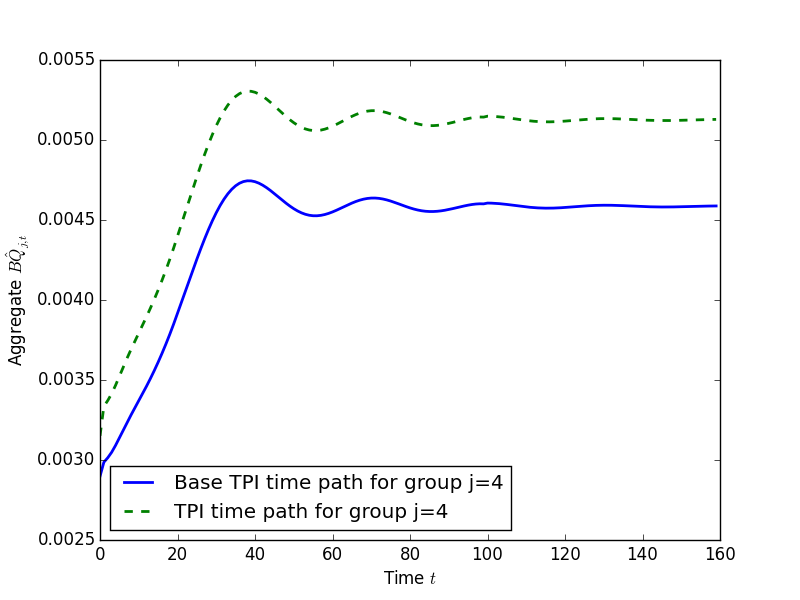 0.0055
0.0050
0.0045
0.0040
0.0035
0.0030
0.0025
Aggregate $\hat{BQ}_{j,t}$
Base TPI time path for group j=4
TPI time path for group j=4
0 20 40 60 80 100 120 140 160
Time t